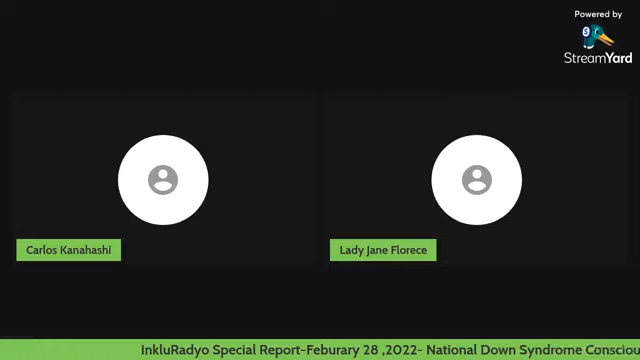 Powered by
StreamYard
Carlos Kanahashi
Lady Jane Florece
InkluRadyo Special Report-Feburary 28 ,2022- National Down Syndrome Consciou